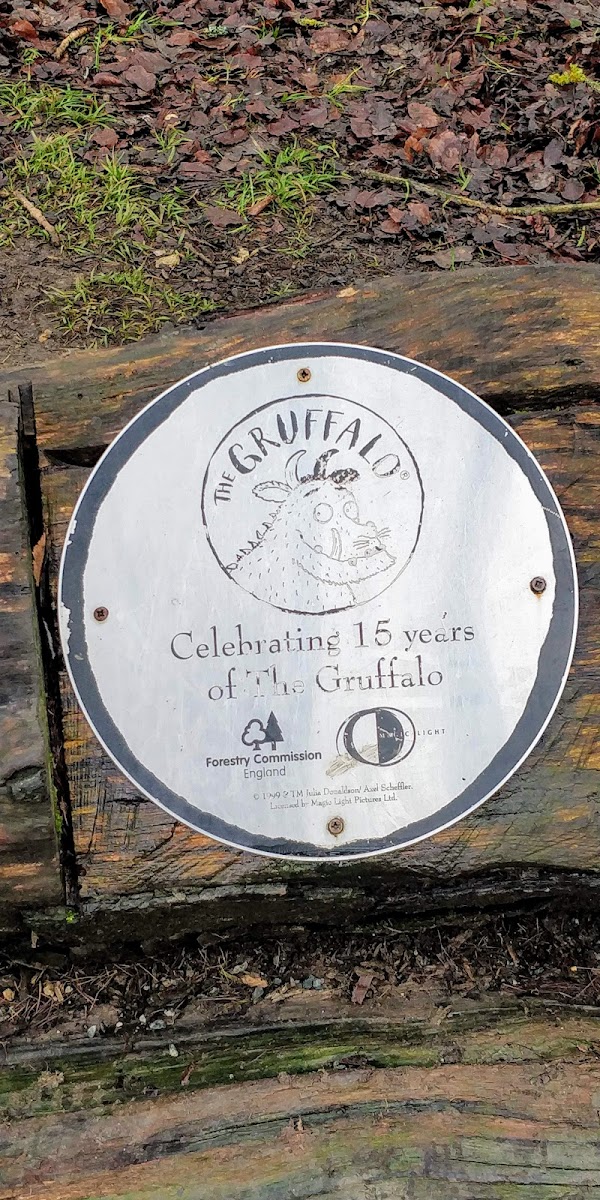 THE GRUFFALO®
Celebrating 15 years
of The Gruffalo
Forestry Commission
England
MAGIC LIGHT
© 1999 & TM Julia Donaldson/ Axel Scheffler.
Licensed by Magic Light Pictures Ltd.